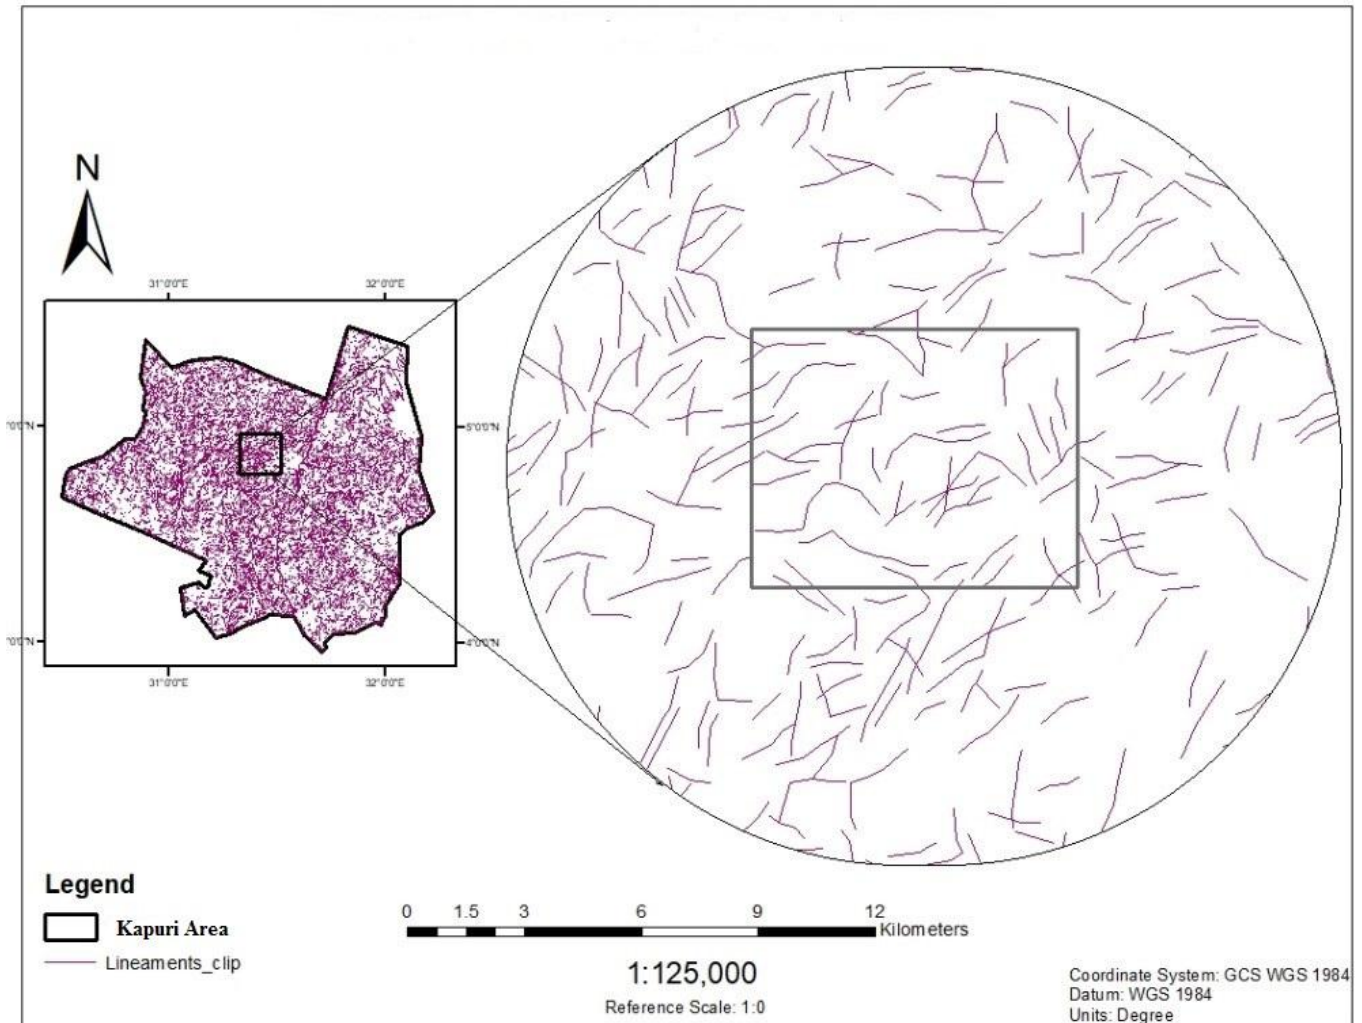 N
31°0'0"E
32°0'0"E
5°0'0"N
4°0'0"N
31°0'0"E
32°0'0"E
Legend
Kapuri Area
Lineaments_clip
0 1.5 3 6 9 12
Kilometers
1:125,000
Reference Scale: 1:0
Coordinate System: GCS WGS 1984
Datum: WGS 1984
Units: Degree